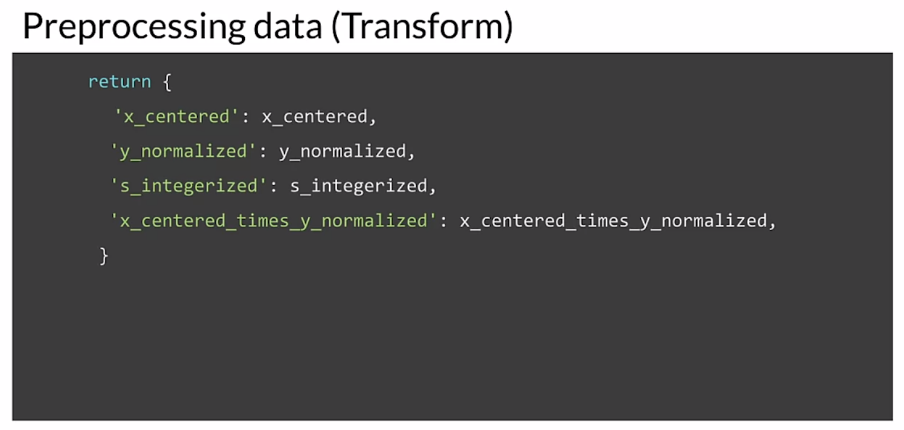 Preprocessing data (Transform)
return {
'x_centered': x_centered,
'y_normalized': y_normalized,
's_integerized': s_integerized,
'x_centered_times_y_normalized': x_centered_times_y_normalized,
}